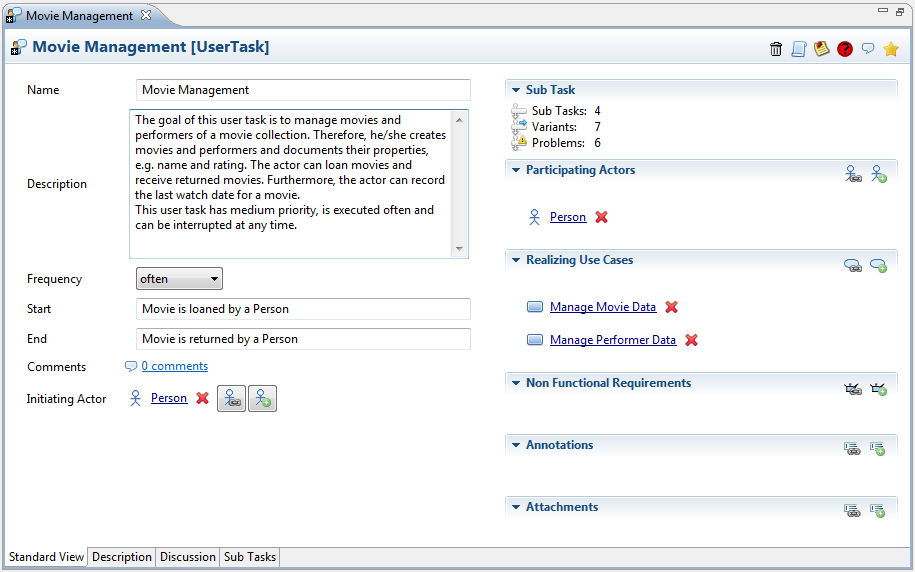 Movie Management
Movie Management [UserTask]
Name
Movie Management
Description
The goal of this user task is to manage movies and
performers of a movie collection. Therefore, he/she creates
movies and performers and documents their properties,
e.g. name and rating. The actor can loan movies and
receive returned movies. Furthermore, the actor can record
the last watch date for a movie.
This user task has medium priority, is executed often and
can be interrupted at any time.
Frequency
often
Start
Movie is loaned by a Person
End
Movie is returned by a Person
Comments
0 comments
Initiating Actor
Person
Sub Task
Sub Tasks: 4
Variants: 7
Problems: 6
Participating Actors
Person
Realizing Use Cases
Manage Movie Data
Manage Performer Data
Non Functional Requirements
Annotations
Attachments
Standard View Description Discussion Sub Tasks